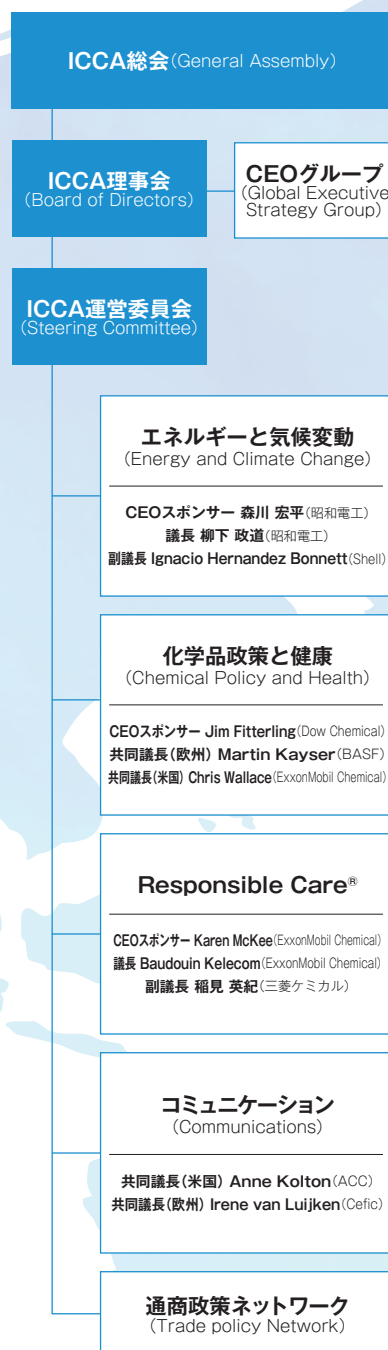 ICCA総会(General Assembly)
ICCA理事会
(Board of Directors)
CEOグループ
(Global Executive
Strategy Group)
ICCA運営委員会
(Steering Committee)
エネルギーと気候変動
(Energy and Climate Change)
CEOスポンサー 森川 宏平(昭和電工)
議長 柳下 政道(昭和電工)
副議長 Ignacio Hernandez Bonnett(Shell)
化学品政策と健康
(Chemical Policy and Health)
CEOスポンサー Jim Fitterling(Dow Chemical)
共同議長(欧州) Martin Kayser(BASF)
共同議長(米国) Chris Wallace(ExxonMobil Chemical)
Responsible Care®
CEOスポンサー Karen McKee(ExxonMobil Chemical)
議長 Baudouin Kelecom(ExxonMobil Chemical)
副議長 稲見 英紀(三菱ケミカル)
コミュニケーション
(Communications)
共同議長(米国) Anne Kolton(ACC)
共同議長(欧州) Irene van Luijken(Cefic)
通商政策ネットワーク
(Trade policy Network)